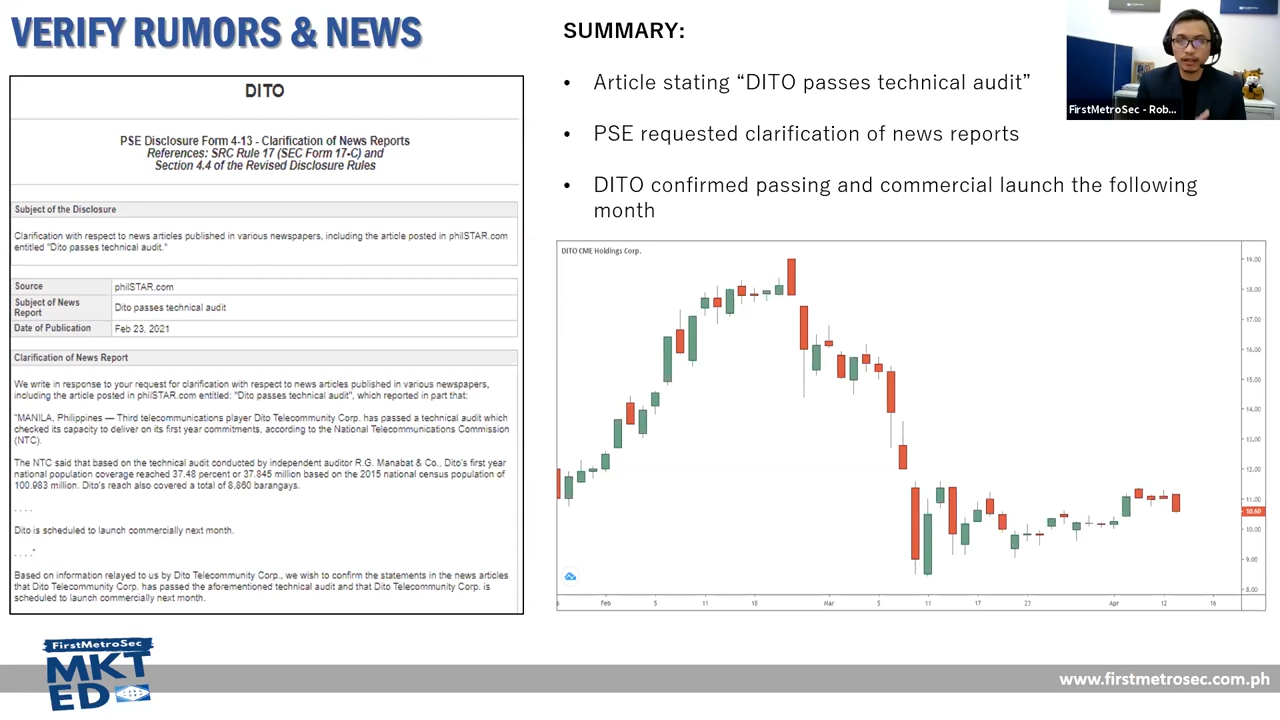 VERIFY RUMORS & NEWS
DITO
PSE Disclosure Form 4-13 - Clarification of News Reports
References: SRC Rule 17 (SEC Form 17-C) and
Section 4.4 of the Revised Disclosure Rules
Subject of the Disclosure
Clarification with respect to news articles published in various newspapers, including the article posted in philSTAR.com
entitled "Dito passes technical audit."
Source philSTAR.com
Subject of News
Report Dito passes technical audit
Date of Publication Feb 23, 2021
Clarification of News Report
We write in response to your request for clarification with respect to news articles published in various newspapers,
including the article posted in philSTAR.com entitled: "Dito passes technical audit", which reported in part that:
"MANILA, Philippines — Third telecommunications player Dito Telecommunity Corp. has passed a technical audit which
checked its capacity to deliver on its first year commitments, according to the National Telecommunications Commission
(NTC).
The NTC said that based on the technical audit conducted by independent auditor R.G. Manabat & Co., Dito's first year
national population coverage reached 37.48 percent or 37.845 million based on the 2015 national census population of
100.983 million. Dito's reach also covered a total of 8,860 barangays.
. . . .
Dito is scheduled to launch commercially next month.
. . . ."
Based on information relayed to us by Dito Telecommunity Corp., we wish to confirm the statements in the news articles
that Dito Telecommunity Corp. has passed the aforementioned technical audit and that Dito Telecommunity Corp. is
scheduled to launch commercially next month.
SUMMARY:
• Article stating “DITO passes technical audit”
• PSE requested clarification of news reports
• DITO confirmed passing and commercial launch the following
month
FirstMetroSec - Rob...
DITO CME Holdings Corp.
19.00
18.00
17.00
16.00
15.00
14.00
13.00
12.00
11.00
10.60
10.00
9.00
8.00
6 Feb 5 11 18 Mar 5 11 17 23 Apr 12 16
FirstMetroSec
MKT
ED
www.firstmetrosec.com.ph